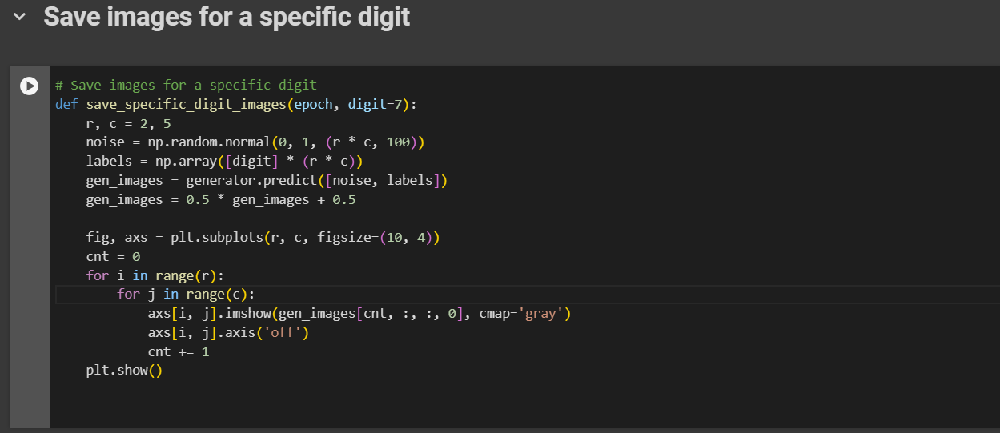 Save images for a specific digit
# Save images for a specific digit
def save_specific_digit_images(epoch, digit=7):
    r, c = 2, 5
    noise = np.random.normal(0, 1, (r * c, 100))
    labels = np.array([digit] * (r * c))
    gen_images = generator.predict([noise, labels])
    gen_images = 0.5 * gen_images + 0.5

    fig, axs = plt.subplots(r, c, figsize=(10, 4))
    cnt = 0
    for i in range(r):
        for j in range(c):
            axs[i, j].imshow(gen_images[cnt, :, :, 0], cmap='gray')
            axs[i, j].axis('off')
            cnt += 1
    plt.show()